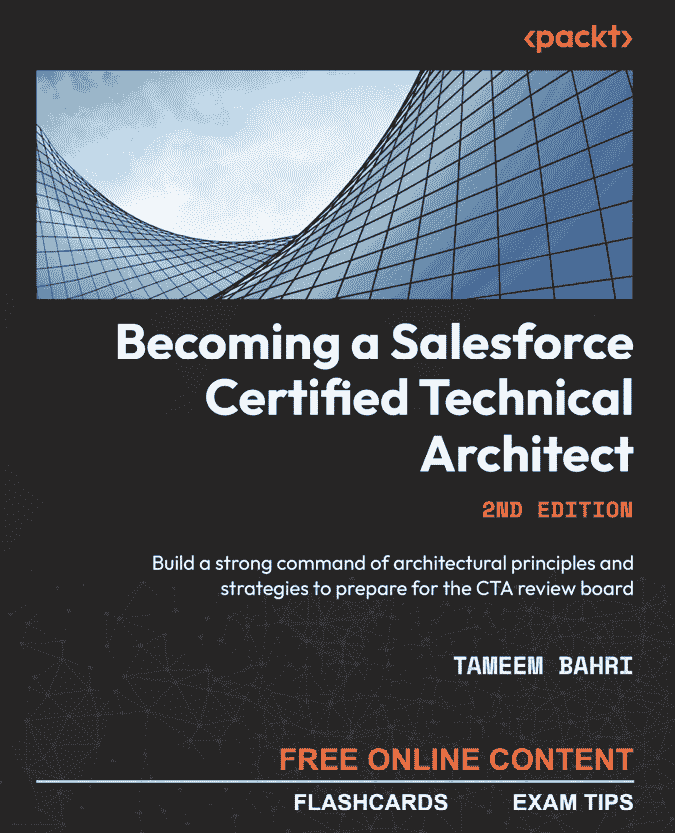 <packt>
Becoming a Salesforce
Certified Technical
Architect
2ND EDITION
Build a strong command of architectural principles and
strategies to prepare for the CTA review board
TAMEEM BAHRI
FREE ONLINE CONTENT
FLASHCARDS EXAM TIPS